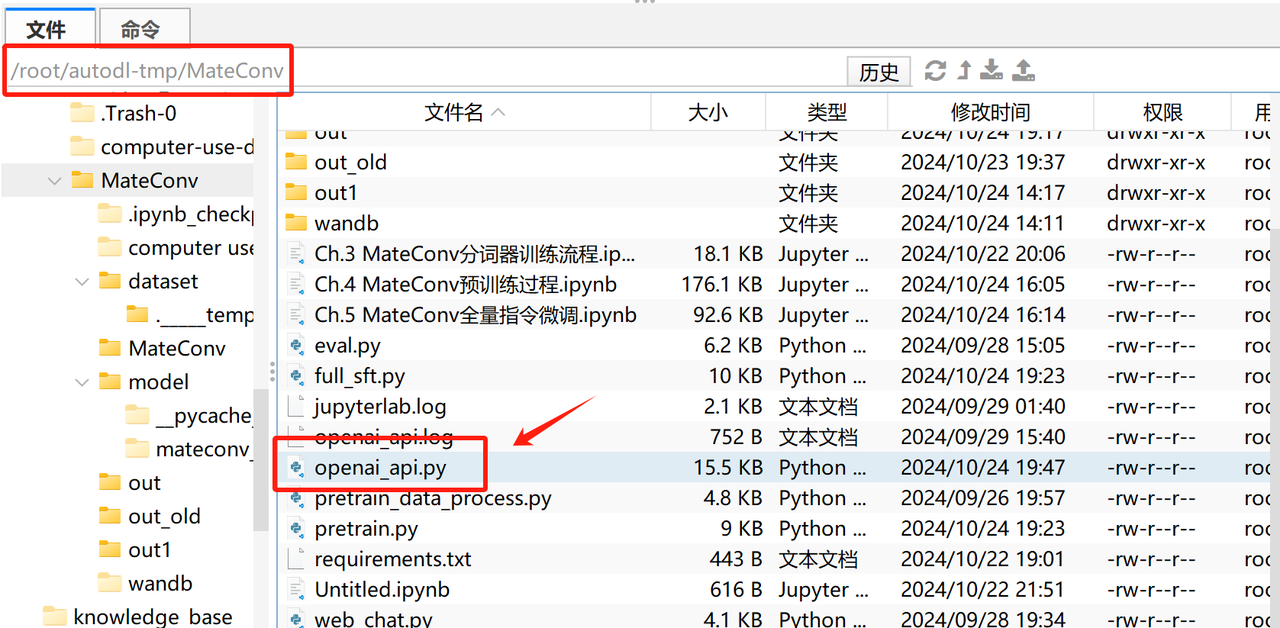 文件 命令
/root/autodl-tmp/MateConv 历史
.Trash-0
computer-use-d
MateConv
.ipynb_checkp
computer use
dataset
.____temp
MateConv
model
__pycache_
mateconv_
out
out_old
out1
wandb
knowledge_base
文件名 大小 类型 修改时间 权限 用
out 文件夹 2024/10/24 19:17 drwxr-xr-x roo
out_old 文件夹 2024/10/23 19:37 drwxr-xr-x roo
out1 文件夹 2024/10/24 14:17 drwxr-xr-x roo
wandb 文件夹 2024/10/24 14:11 drwxr-xr-x roo
Ch.3 MateConv分词器训练流程.ip... 18.1 KB Jupyter ... 2024/10/22 20:06 -rw-r--r-- roo
Ch.4 MateConv预训练过程.ipynb 176.1 KB Jupyter ... 2024/10/24 16:05 -rw-r--r-- roo
Ch.5 MateConv全量指令微调.ipynb 92.6 KB Jupyter ... 2024/10/24 16:14 -rw-r--r-- roo
eval.py 6.2 KB Python ... 2024/09/28 15:05 -rw-r--r-- roo
full_sft.py 10 KB Python ... 2024/10/24 19:23 -rw-r--r-- roo
jupyterlab.log 2.1 KB 文本文档 2024/09/29 01:40 -rw-r--r-- roo
openai_api.log 752 B 文本文档 2024/09/29 15:40 -rw-r--r-- roo
openai_api.py 15.5 KB Python ... 2024/10/24 19:47 -rw-r--r-- roo
pretrain_data_process.py 4.8 KB Python ... 2024/09/26 19:57 -rw-r--r-- roo
pretrain.py 9 KB Python ... 2024/10/24 19:23 -rw-r--r-- roo
requirements.txt 443 B 文本文档 2024/10/22 19:01 -rw-r--r-- roo
Untitled.ipynb 616 B Jupyter ... 2024/10/22 21:51 -rw-r--r-- roo
web_chat.py 4.1 KB Python ... 2024/09/28 19:34 -rw-r--r-- roo